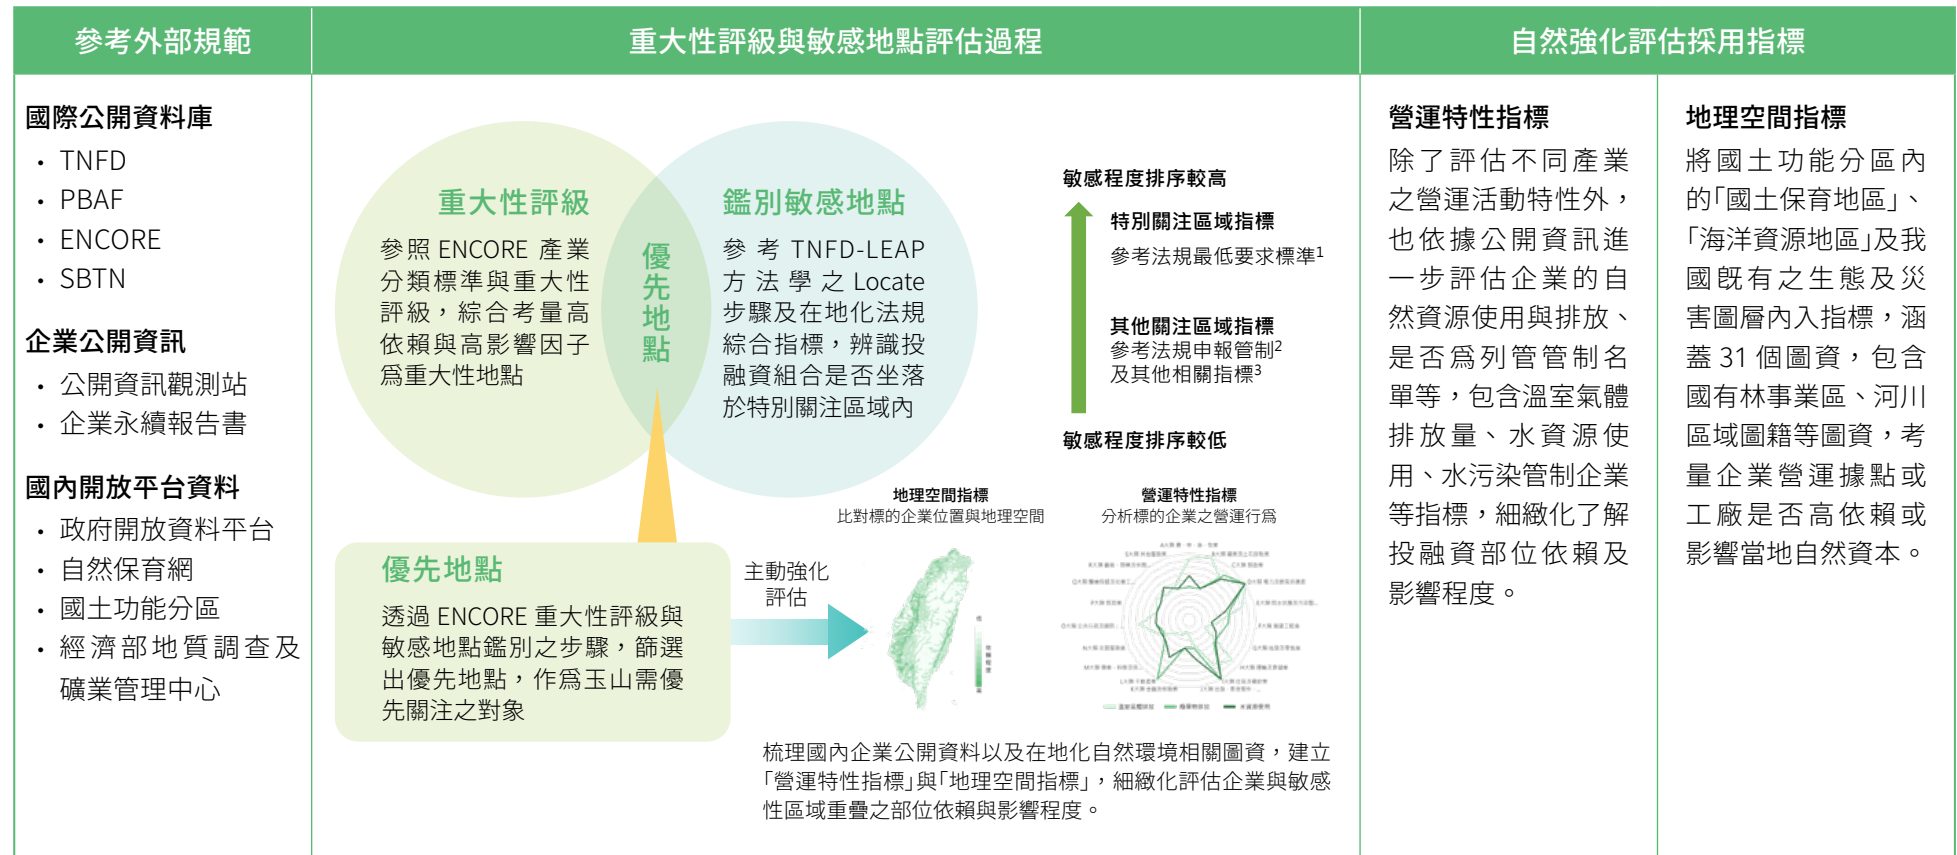 參考外部規範
重大性評級與敏感地點評估過程
自然強化評估採用指標
國際公開資料庫
• TNFD
• PBAF
• ENCORE
• SBTN
企業公開資訊
• 公開資訊觀測站
• 企業永續報告書
國內開放平台資料
• 政府開放資料平台
• 自然保育網
• 國土功能分區
• 經濟部地質調查及
礦業管理中心
重大性評級
參照 ENCORE 產業
分類標準與重大性
評級，綜合考量高
依賴與高影響因子
為重大性地點
優先地點
鑑別敏感地點
參考 TNFD-LEAP
方法學之 Locate
步驟及在地化法規
綜合指標，辨識投
融資組合是否坐落
於特別關注區域內
敏感程度排序較高
特別關注區域指標
參考法規最低要求標準1
其他關注區域指標
參考法規申報管制2
及其他相關指標3
敏感程度排序較低
優先地點
透過 ENCORE 重大性評級與
敏感地點鑑別之步驟，篩選
出優先地點，作為玉山需優
先關注之對象
主動強化
評估
地理空間指標
比對標的企業位置與地理空間
低
高
營運特性指標
分析標的企業之營運行為
梳理國內企業公開資料以及在地化自然環境相關圖資，建立
「營運特性指標」與「地理空間指標」，細緻化評估企業與敏感
性區域重疊之部位依賴與影響程度。
營運特性指標
除了評估不同產業
之營運活動特性外，
也依據公開資訊進
一步評估企業的自
然資源使用與排放、
是否為列管管制名
單等，包含溫室氣體
排放量、水資源使
用、水污染管制企業
等指標，細緻化了解
投融資部位依賴及
影響程度。
地理空間指標
將國土功能分區內
的「國土保育地區」、
「海洋資源地區」及我
國既有之生態及災
害圖層內入指標，涵
蓋 31 個圖資，包含
國有林事業區、河川
區域圖籍等圖資，考
量企業營運據點或
工廠是否高依賴或
影響當地自然資本。